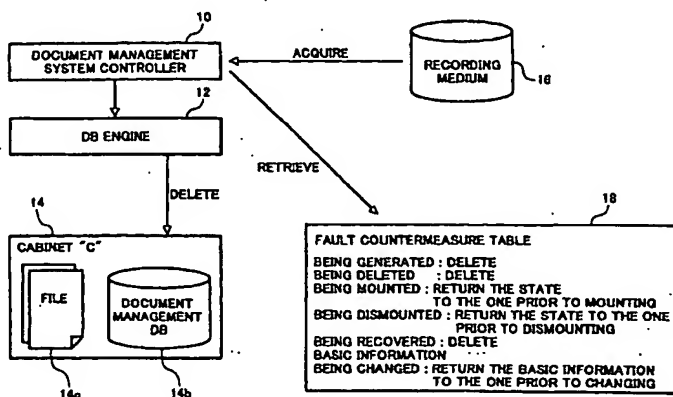 10
DOCUMENT MANAGEMENT
SYSTEM CONTROLLER
ACQUIRE
RECORDING
MEDIUM
16
12
DB ENGINE
RETRIEVE
DELETE
14
CABINET "C"
FILE
DOCUMENT
MANAGEMENT
DB
14a
14b
18
FAULT COUNTERMEASURE TABLE
BEING GENERATED : DELETE
BEING DELETED : DELETE
BEING MOUNTED : RETURN THE STATE
TO THE ONE PRIOR TO MOUNTING
BEING DISMOUNTED : RETURN THE STATE TO THE ONE
PRIOR TO DISMOUNTING
BEING RECOVERED : DELETE
BASIC INFORMATION
BEING CHANGED : RETURN THE BASIC INFORMATION
TO THE ONE PRIOR TO CHANGING